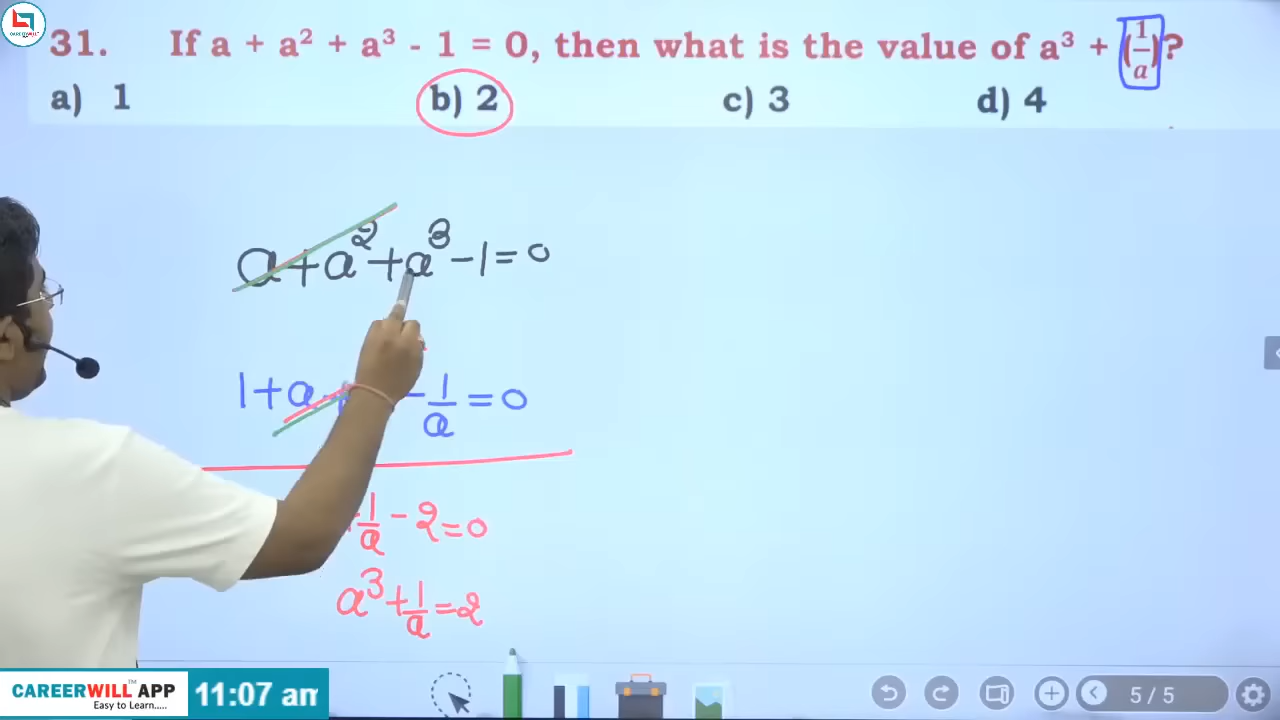 CAREERWILL
31. If a + a² + a³ - 1 = 0, then what is the value of a³ + (1/a)?
a) 1 b) 2 c) 3 d) 4
a+a²+a³-1=0
1+a -1/a=0
1/a-2=0
a³+1/a=2
CAREERWILL™ APP
Easy to Learn.....
11:07 am
5 / 5